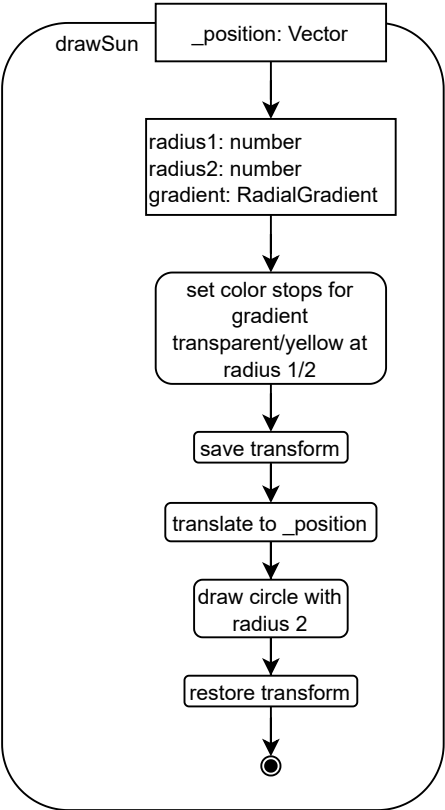 drawSun
_position: Vector
radius1: number
radius2: number
gradient: RadialGradient
set color stops for
gradient
transparent/yellow at
radius 1/2
save transform
translate to _position
draw circle with
radius 2
restore transform